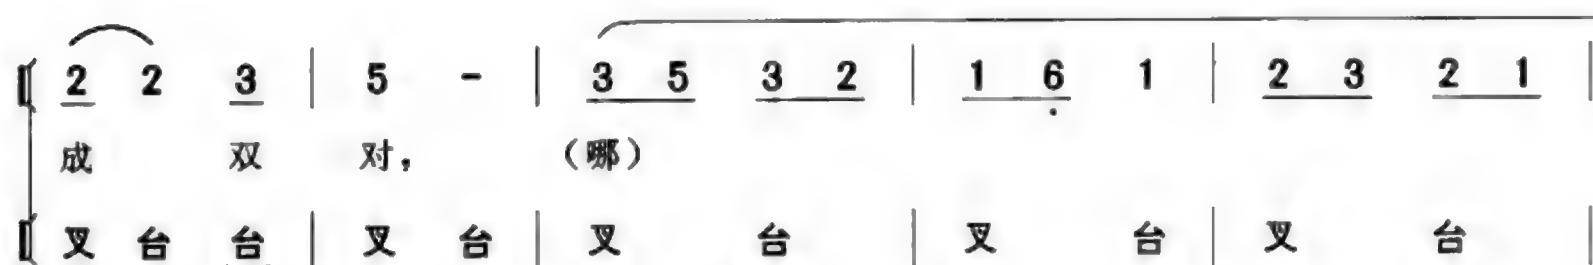 2 2 3 | 5 - | 3 5 3 2 | 1 6 1 | 2 3 2 1 |
成 双 对， （哪）
叉 台 台 | 叉 台 | 叉 台 | 叉 台 | 叉 台 |